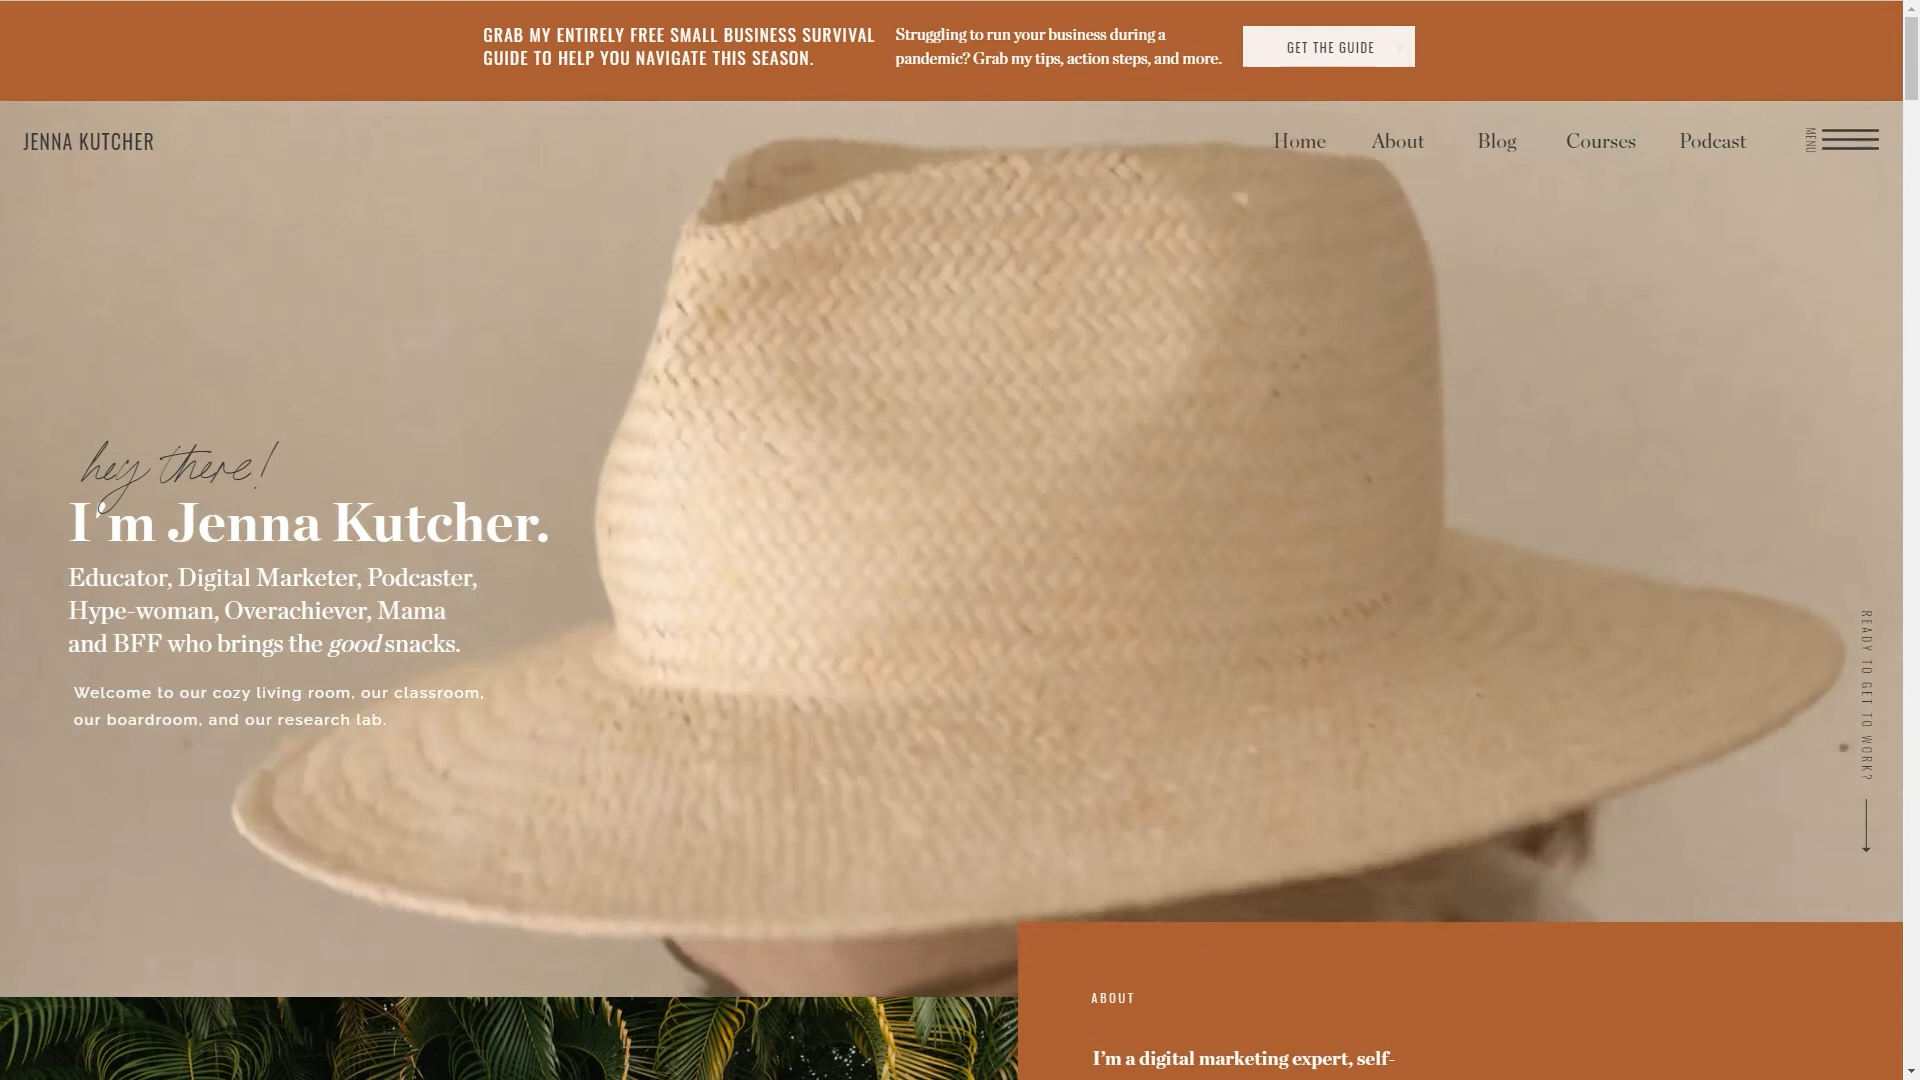 GRAB MY ENTIRELY FREE SMALL BUSINESS SURVIVAL
GUIDE TO HELP YOU NAVIGATE THIS SEASON.
Struggling to run your business during a
pandemic? Grab my tips, action steps, and more.
GET THE GUIDE
JENNA KUTCHER
Home
About
Blog
Courses
Podcast
MENU
hey there!
I'm Jenna Kutcher.
Educator, Digital Marketer, Podcaster,
Hype-woman, Overachiever, Mama
and BFF who brings the good snacks.
Welcome to our cozy living room, our classroom,
our boardroom, and our research lab.
READY TO GET TO WORK?
ABOUT
I'm a digital marketing expert, self-